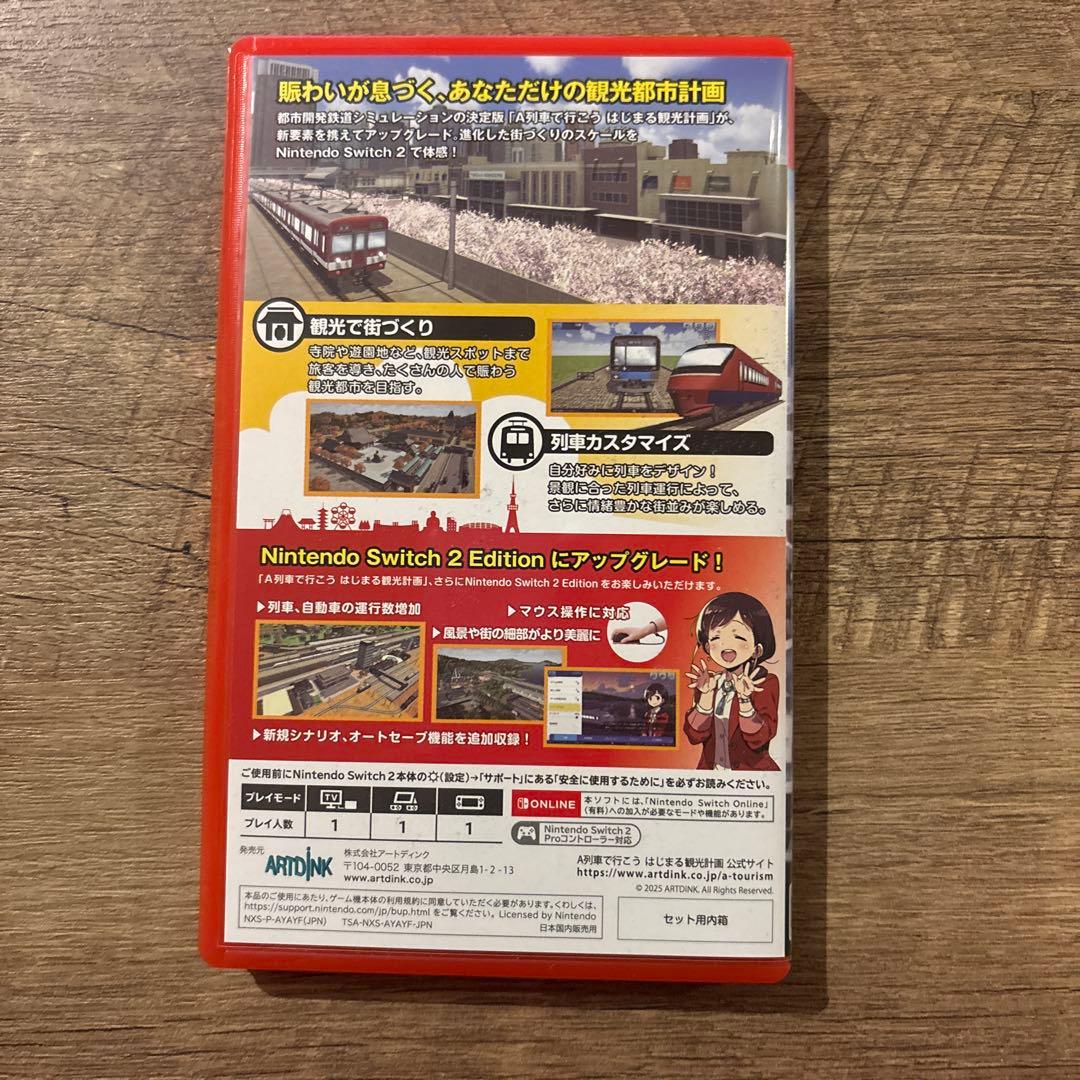 賑わいが息づく、あなただけの観光都市計画
都市開発鉄道シミュレーションの決定版「A列車で行こう はじまる観光計画」が、
新要素を携えてアップグレード。進化した街づくりのスケールを
Nintendo Switch 2 で体感！
観光で街づくり
寺院や遊園地など、観光スポットまで
旅客を導き、たくさんの人で賑わう
観光都市を目指す。
列車カスタマイズ
自分好みに列車をデザイン！
景観に合った列車運行によって、
さらに情緒豊かな街並みが楽しめる。
Nintendo Switch 2 Edition にアップグレード！
「A列車で行こう はじまる観光計画」、さらにNintendo Switch 2 Edition をお楽しみいただけます。
▶列車、自動車の運行数増加
▶マウス操作に対応
▶風景や街の細部がより美麗に
▶新規シナリオ、オートセーブ機能を追加収録！
ご使用前にNintendo Switch 2本体の(設定)→「サポート」にある「安全に使用するために」を必ずお読みください。
プレイモード TV
プレイ人数 1 1 1
ONLINE
本ソフトには、「Nintendo Switch Online」
(有料)への加入が必要なモードや機能があります。
Nintendo Switch 2
Proコントローラー対応
発売元
ARTDINK
株式会社アートディンク
〒104-0052 東京都中央区月島1-2-13
www.artdink.co.jp
A列車で行こう はじまる観光計画 公式サイト
https://www.artdink.co.jp/a-tourism
© 2025 ARTDINK. All Rights Reserved.
本品のご使用にあたり、ゲーム機本体の利用規約に同意していただく必要があります。くわしくは、
https://support.nintendo.com/jp/bup.html をご覧ください。 Licensed by Nintendo
NXS-P-AYAYF(JPN) TSA-NXS-AYAYF-JPN 日本国内販売用
セット用内箱